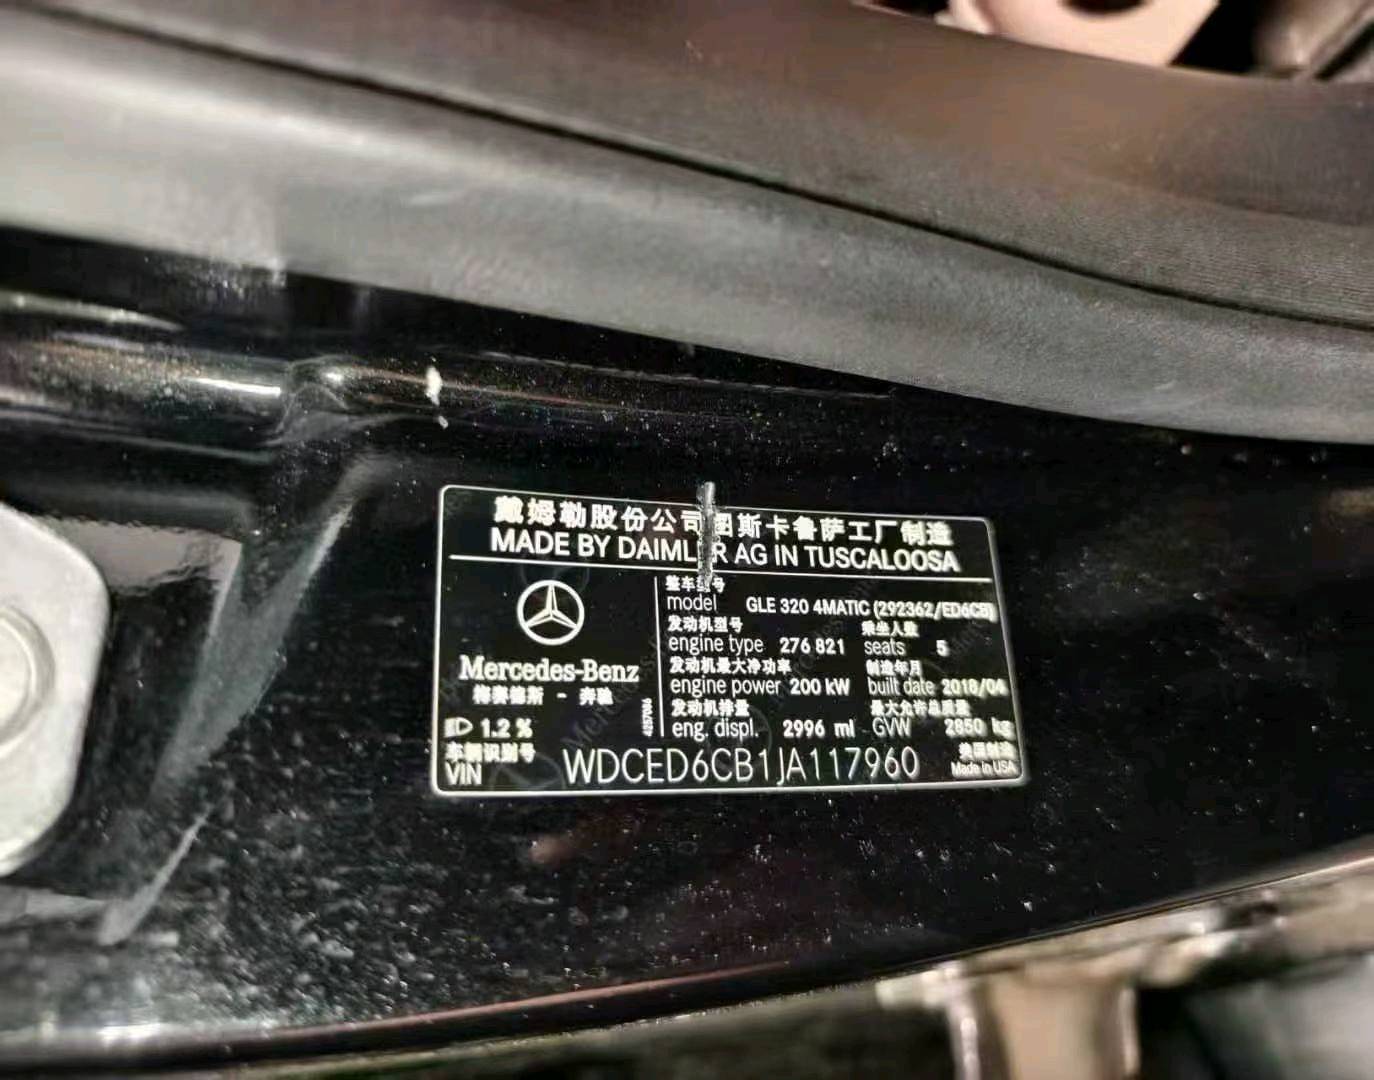 戴姆勒股份公司图斯卡鲁萨工厂制造
MADE BY DAIMLER AG IN TUSCALOOSA
整车型号
model GLE 320 4MATIC (292362/ED6CB)
发动机型号 乘坐人数
engine type 276 821 seats 5
发动机最大净功率 制造年月
engine power 200 kW built date 2018/04
发动机排量 最大允许总质量
eng. displ. 2996 ml GVW 2850 kg
Mercedes-Benz
梅赛德斯 - 奔驰
1.2 %
车辆识别号 美国制造
VIN WDCED6CB1JA117960 Made in USA